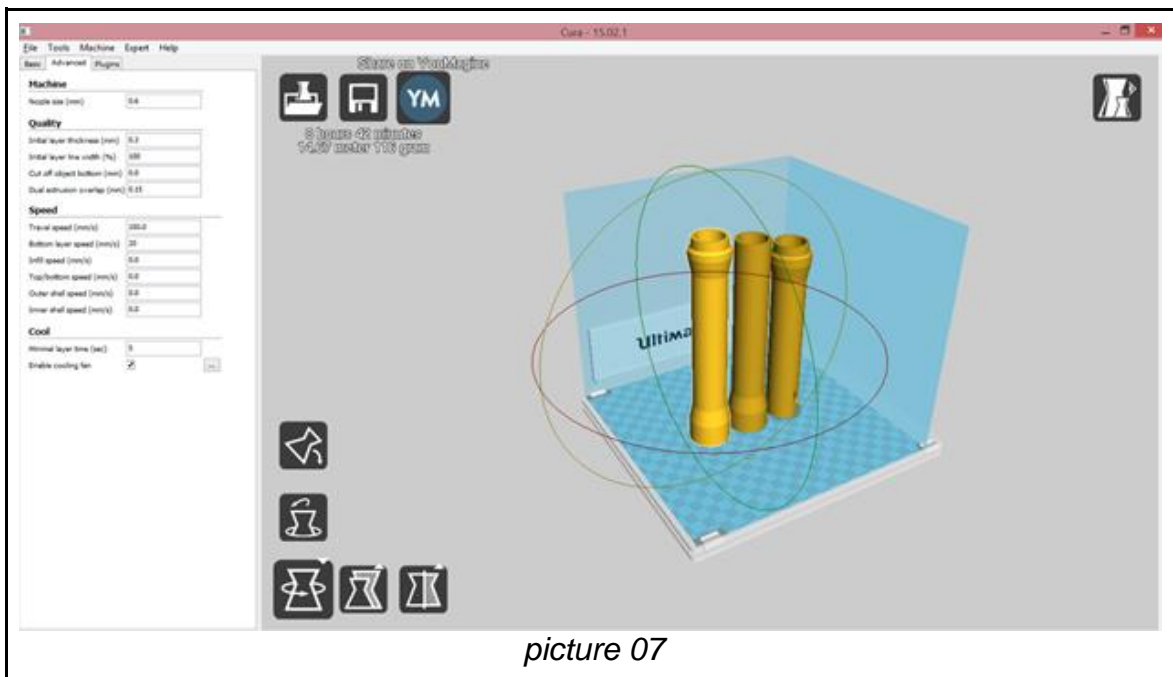 Cura - 15.02.1
File Tools Machine Expert Help
Basic Advanced Plugins
Machine
Nozzle size (mm) 0.4
Quality
Initial layer thickness (mm) 0.3
Initial layer line width (%) 100
Cut off object bottom (mm) 0.0
Dual extrusion overlap (mm) 0.15
Speed
Travel speed (mm/s) 100.0
Bottom layer speed (mm/s) 20
Infill speed (mm/s) 0.0
Top/bottom speed (mm/s) 0.0
Outer shell speed (mm/s) 0.0
Inner shell speed (mm/s) 0.0
Cool
Minimal layer time (sec) 5
Enable cooling fan ...
Share on YouMagine
YM
8 hours 42 minutes
14.67 meter 116 gram
Ultima
picture 07